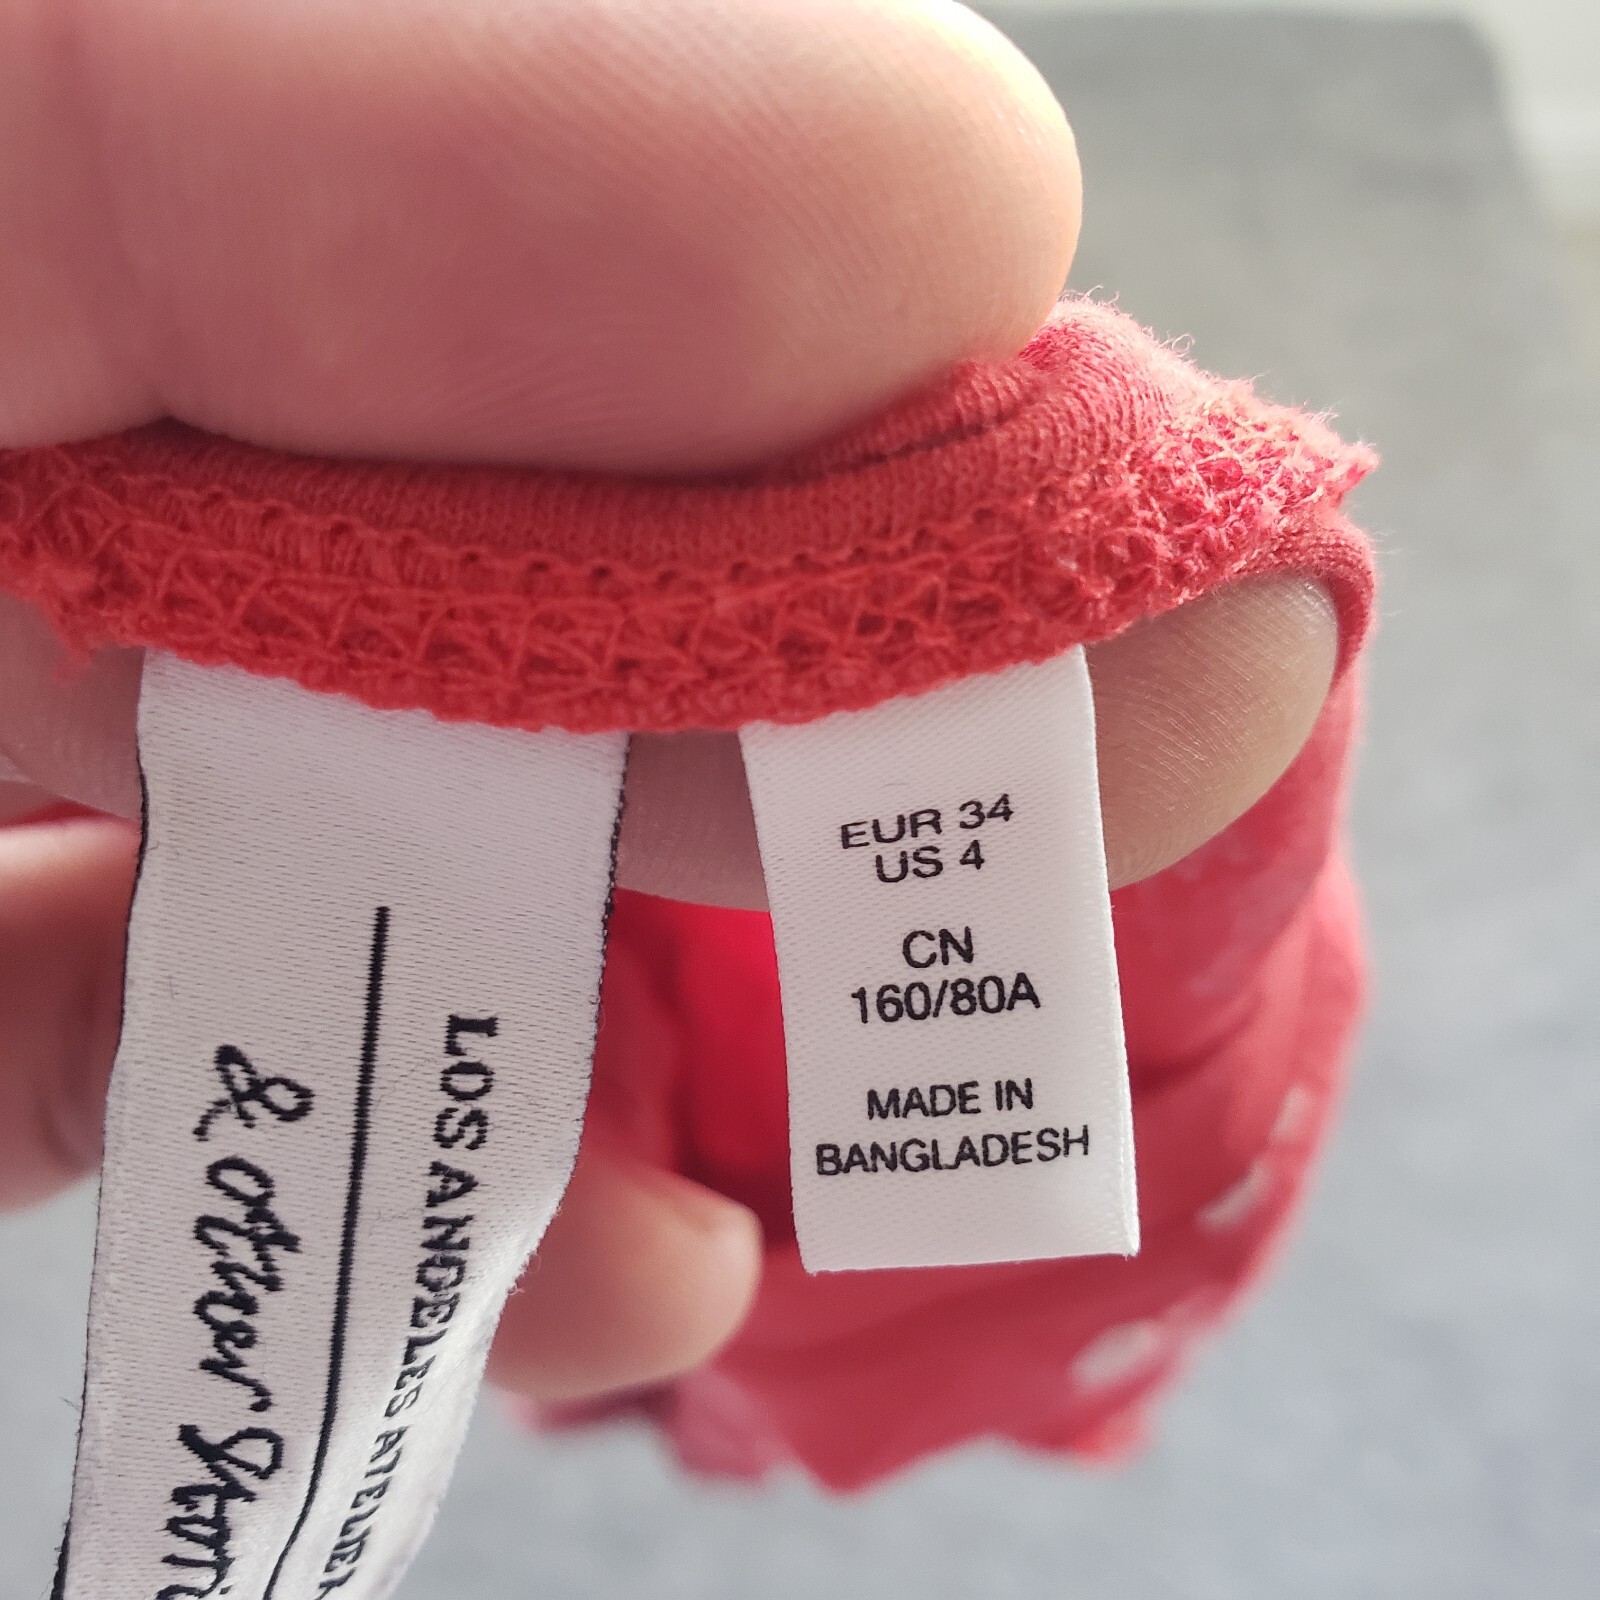 LOS ANGELES ATELIER
& Other Stori
EUR 34
US 4
CN
160/80A
MADE IN
BANGLADESH